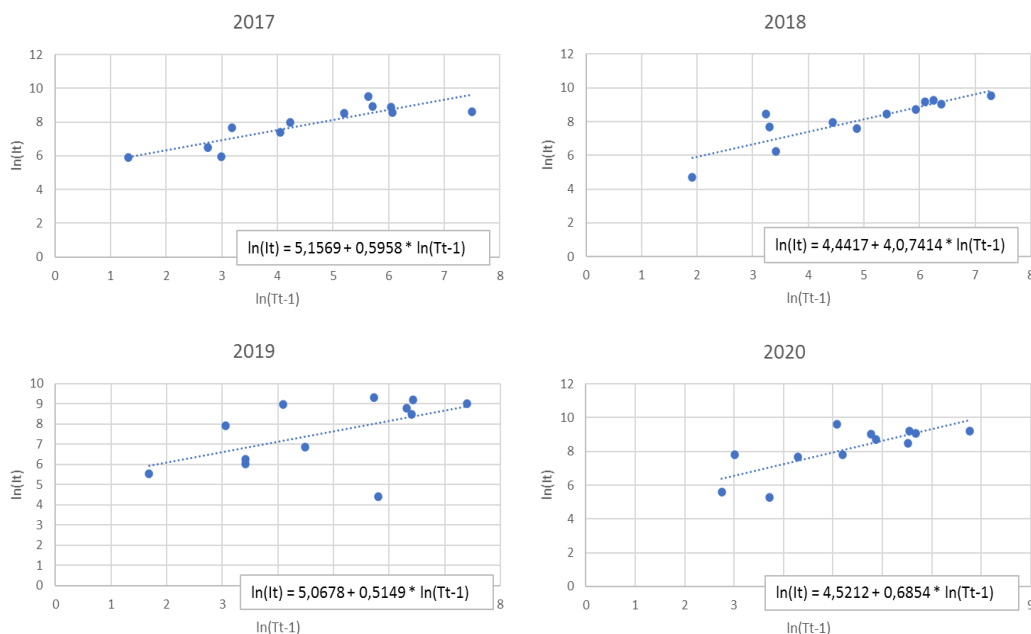 2017
12
10
8
6
4
2
0
ln(It)
ln(It) = 5,1569 + 0,5958 * ln(Tt-1)
0 1 2 3 4 5 6 7 8
ln(Tt-1)
2018
12
10
8
6
4
2
0
ln(It)
ln(It) = 4,4417 + 4,0,7414 * ln(Tt-1)
0 1 2 3 4 5 6 7 8
ln(Tt-1)
2019
10
9
8
7
6
5
4
3
2
1
0
ln(It)
ln(It) = 5,0678 + 0,5149 * ln(Tt-1)
0 1 2 3 8
ln(Tt-1)
2020
12
10
8
6
4
2
0
ln(It)
ln(It) = 4,5212 + 0,6854 * ln(Tt-1)
0 1 2 3 9
ln(Tt-1)